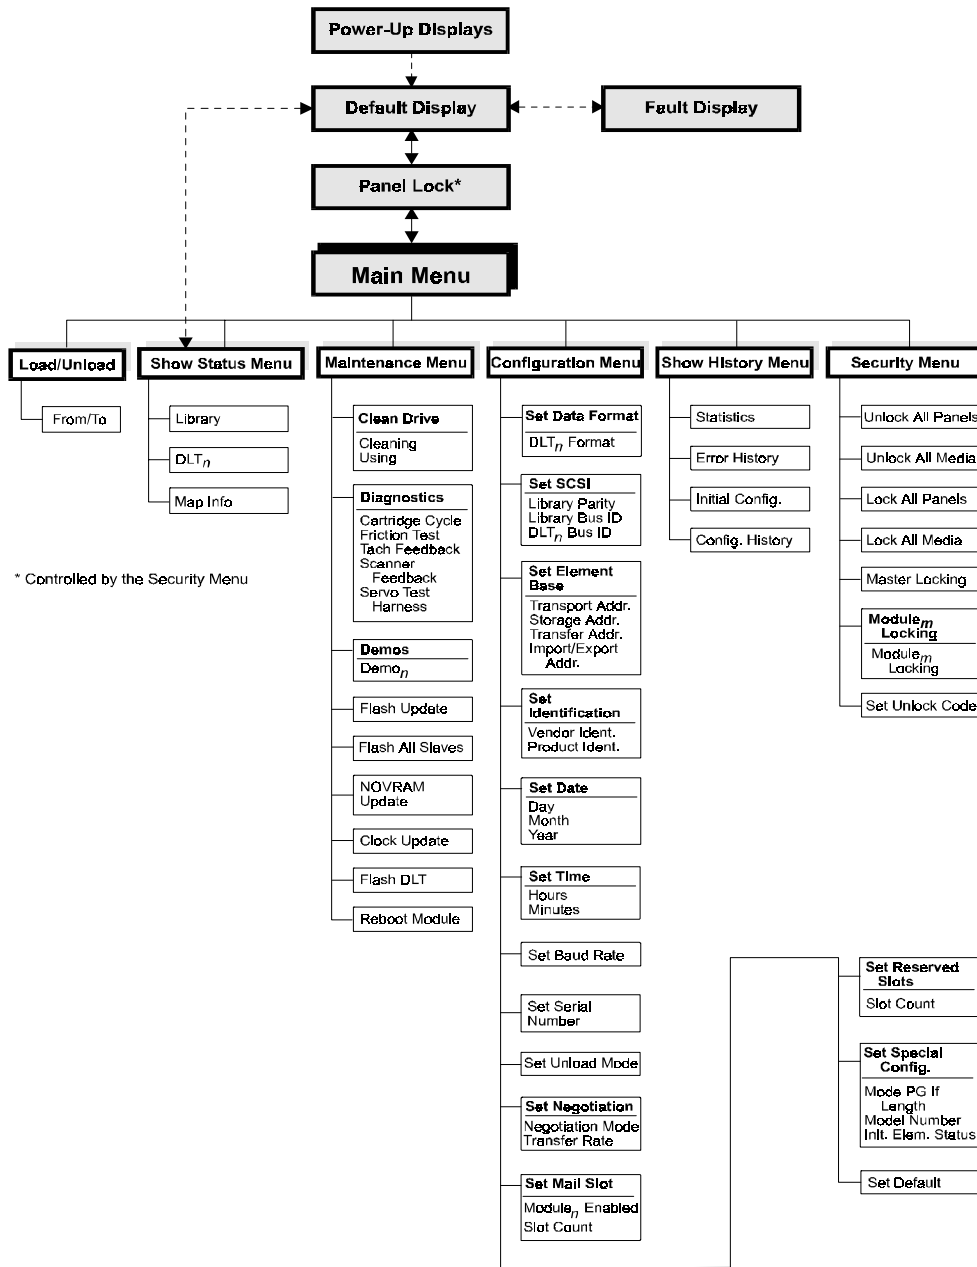 Power-Up Displays
Default Display
Fault Display
Panel Lock*
Main Menu
Load/Unload
From/To
Show Status Menu
Library
DLTn
Map Info
* Controlled by the Security Menu
Maintenance Menu
Clean Drive
Cleaning
Using
Diagnostics
Cartridge Cycle
Friction Test
Tach Feedback
Scanner
Feedback
Servo Test
Harness
Demos
Demon
Flash Update
Flash All Slaves
NOVRAM
Update
Clock Update
Flash DLT
Reboot Module
Configuration Menu
Set Data Format
DLTn Format
Set SCSI
Library Parity
Library Bus ID
DLTn Bus ID
Set Element
Base
Transport Addr.
Storage Addr.
Transfer Addr.
Import/Export
Addr.
Set
Identification
Vendor Ident.
Product Ident.
Set Date
Day
Month
Year
Set Time
Hours
Minutes
Set Baud Rate
Set Serial
Number
Set Unload Mode
Set Negotiation
Negotiation Mode
Transfer Rate
Set Mail Slot
Modulen Enabled
Slot Count
Show History Menu
Statistics
Error History
Initial Config.
Config. History
Security Menu
Unlock All Panels
Unlock All Media
Lock All Panels
Lock All Media
Master Locking
Modulem
Locking
Modulem
Locking
Set Unlock Code
Set Reserved
Slots
Slot Count
Set Special
Config.
Mode PG If
Length
Model Number
Init. Elem. Status
Set Default